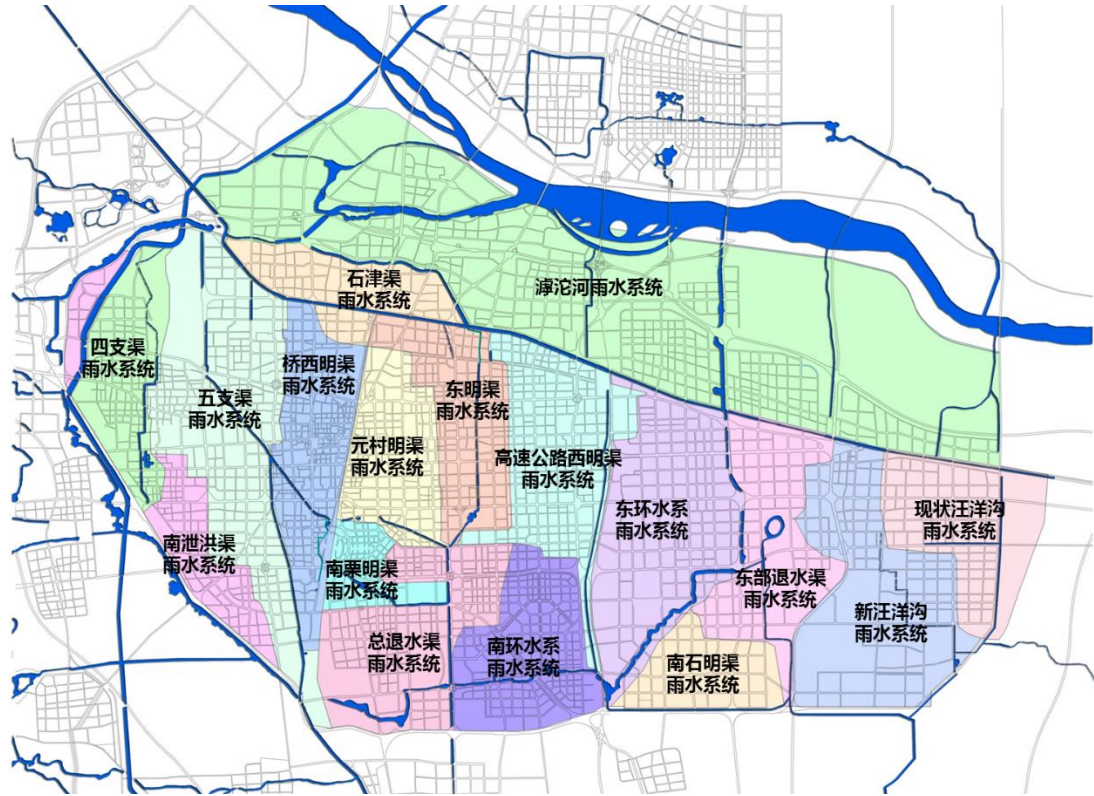 石津渠
雨水系统
滹沱河雨水系统
四支渠
雨水系统
桥西明渠
雨水系统
五支渠
雨水系统
东明渠
雨水系统
元村明渠
雨水系统
高速公路西明渠
雨水系统
东环水系
雨水系统
现状汪洋沟
雨水系统
南泄洪渠
雨水系统
南栗明渠
雨水系统
东部退水渠
雨水系统
新汪洋沟
雨水系统
总退水渠
雨水系统
南环水系
雨水系统
南石明渠
雨水系统